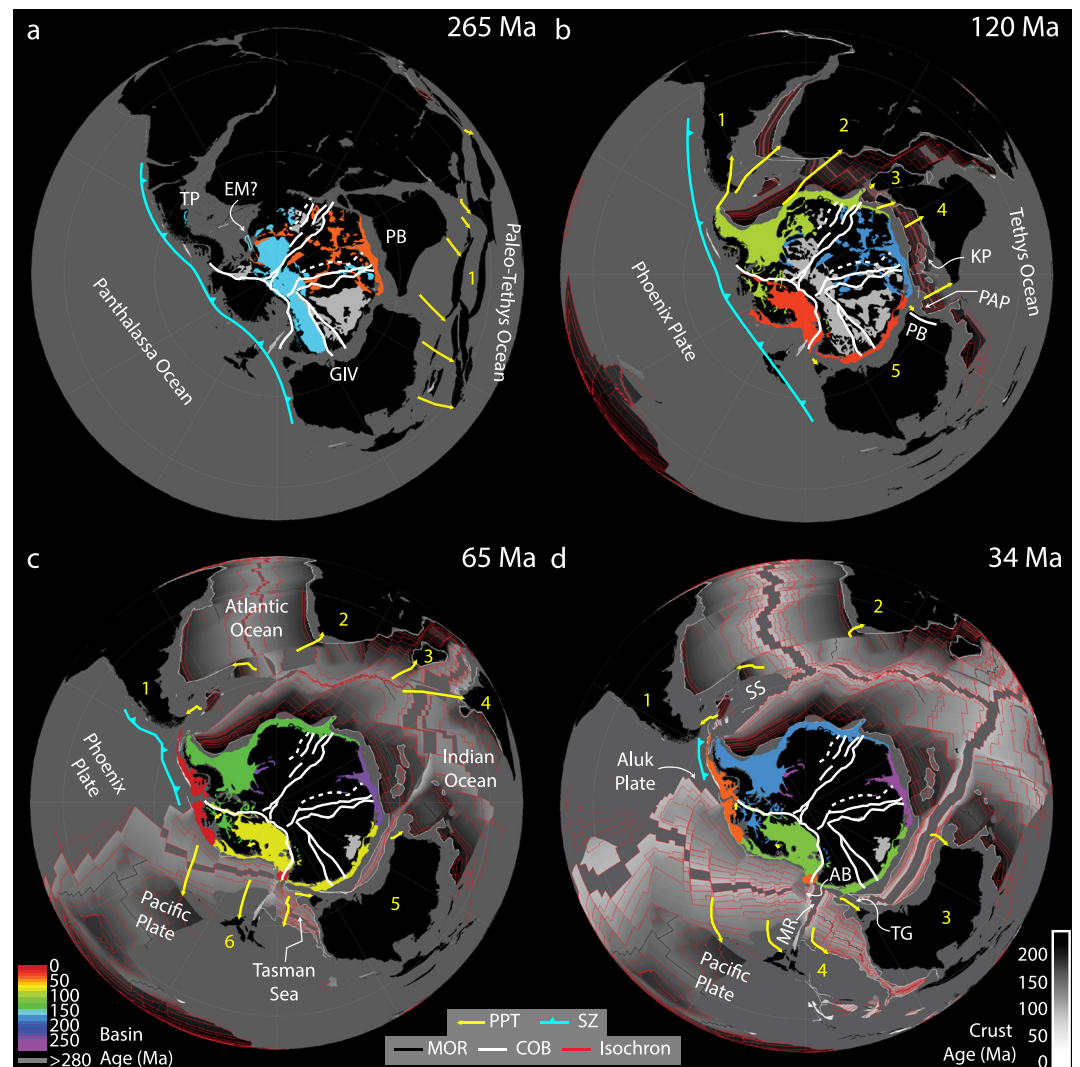 a
265 Ma
TP
EM?
PB
1
GIV
Panthalassa Ocean
Paleo-Tethys Ocean
b
120 Ma
1
2
3
4
KP
PAP
PB
5
Phoenix Plate
Tethys Ocean
c
65 Ma
Atlantic
Ocean
1
2
3
4
Phoenix
Plate
Indian
Ocean
Pacific
Plate
5
6
Tasman
Sea
d
34 Ma
1
2
SS
Aluk
Plate
AB
MR
TG
3
4
Pacific
Plate
0
50
100
150
200
250
>280
Basin
Age (Ma)
PPT
SZ
MOR
COB
Isochron
200
150
100
50
0
Crust
Age (Ma)